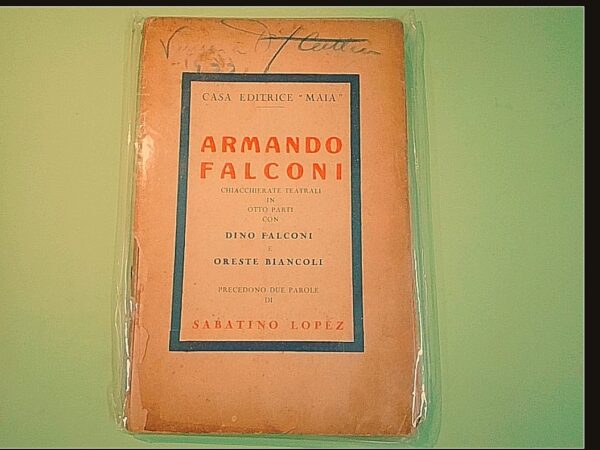 CASA EDITRICE "MAIA"
ARMANDO
FALCONI
CHIACCHIERATE TEATRALI
IN
OTTO PARTI
CON
DINO FALCONI
E
ORESTE BIANCOLI
PRECEDONO DUE PAROLE
DI
SABATINO LOPEZ